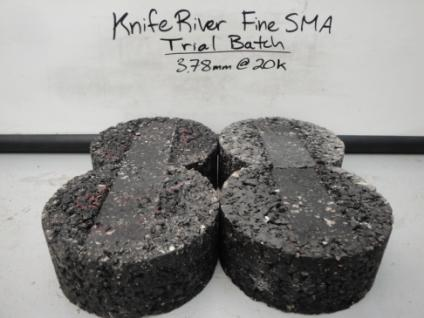 Knife River Fine SMA
Trial Batch
3.78mm @ 20k